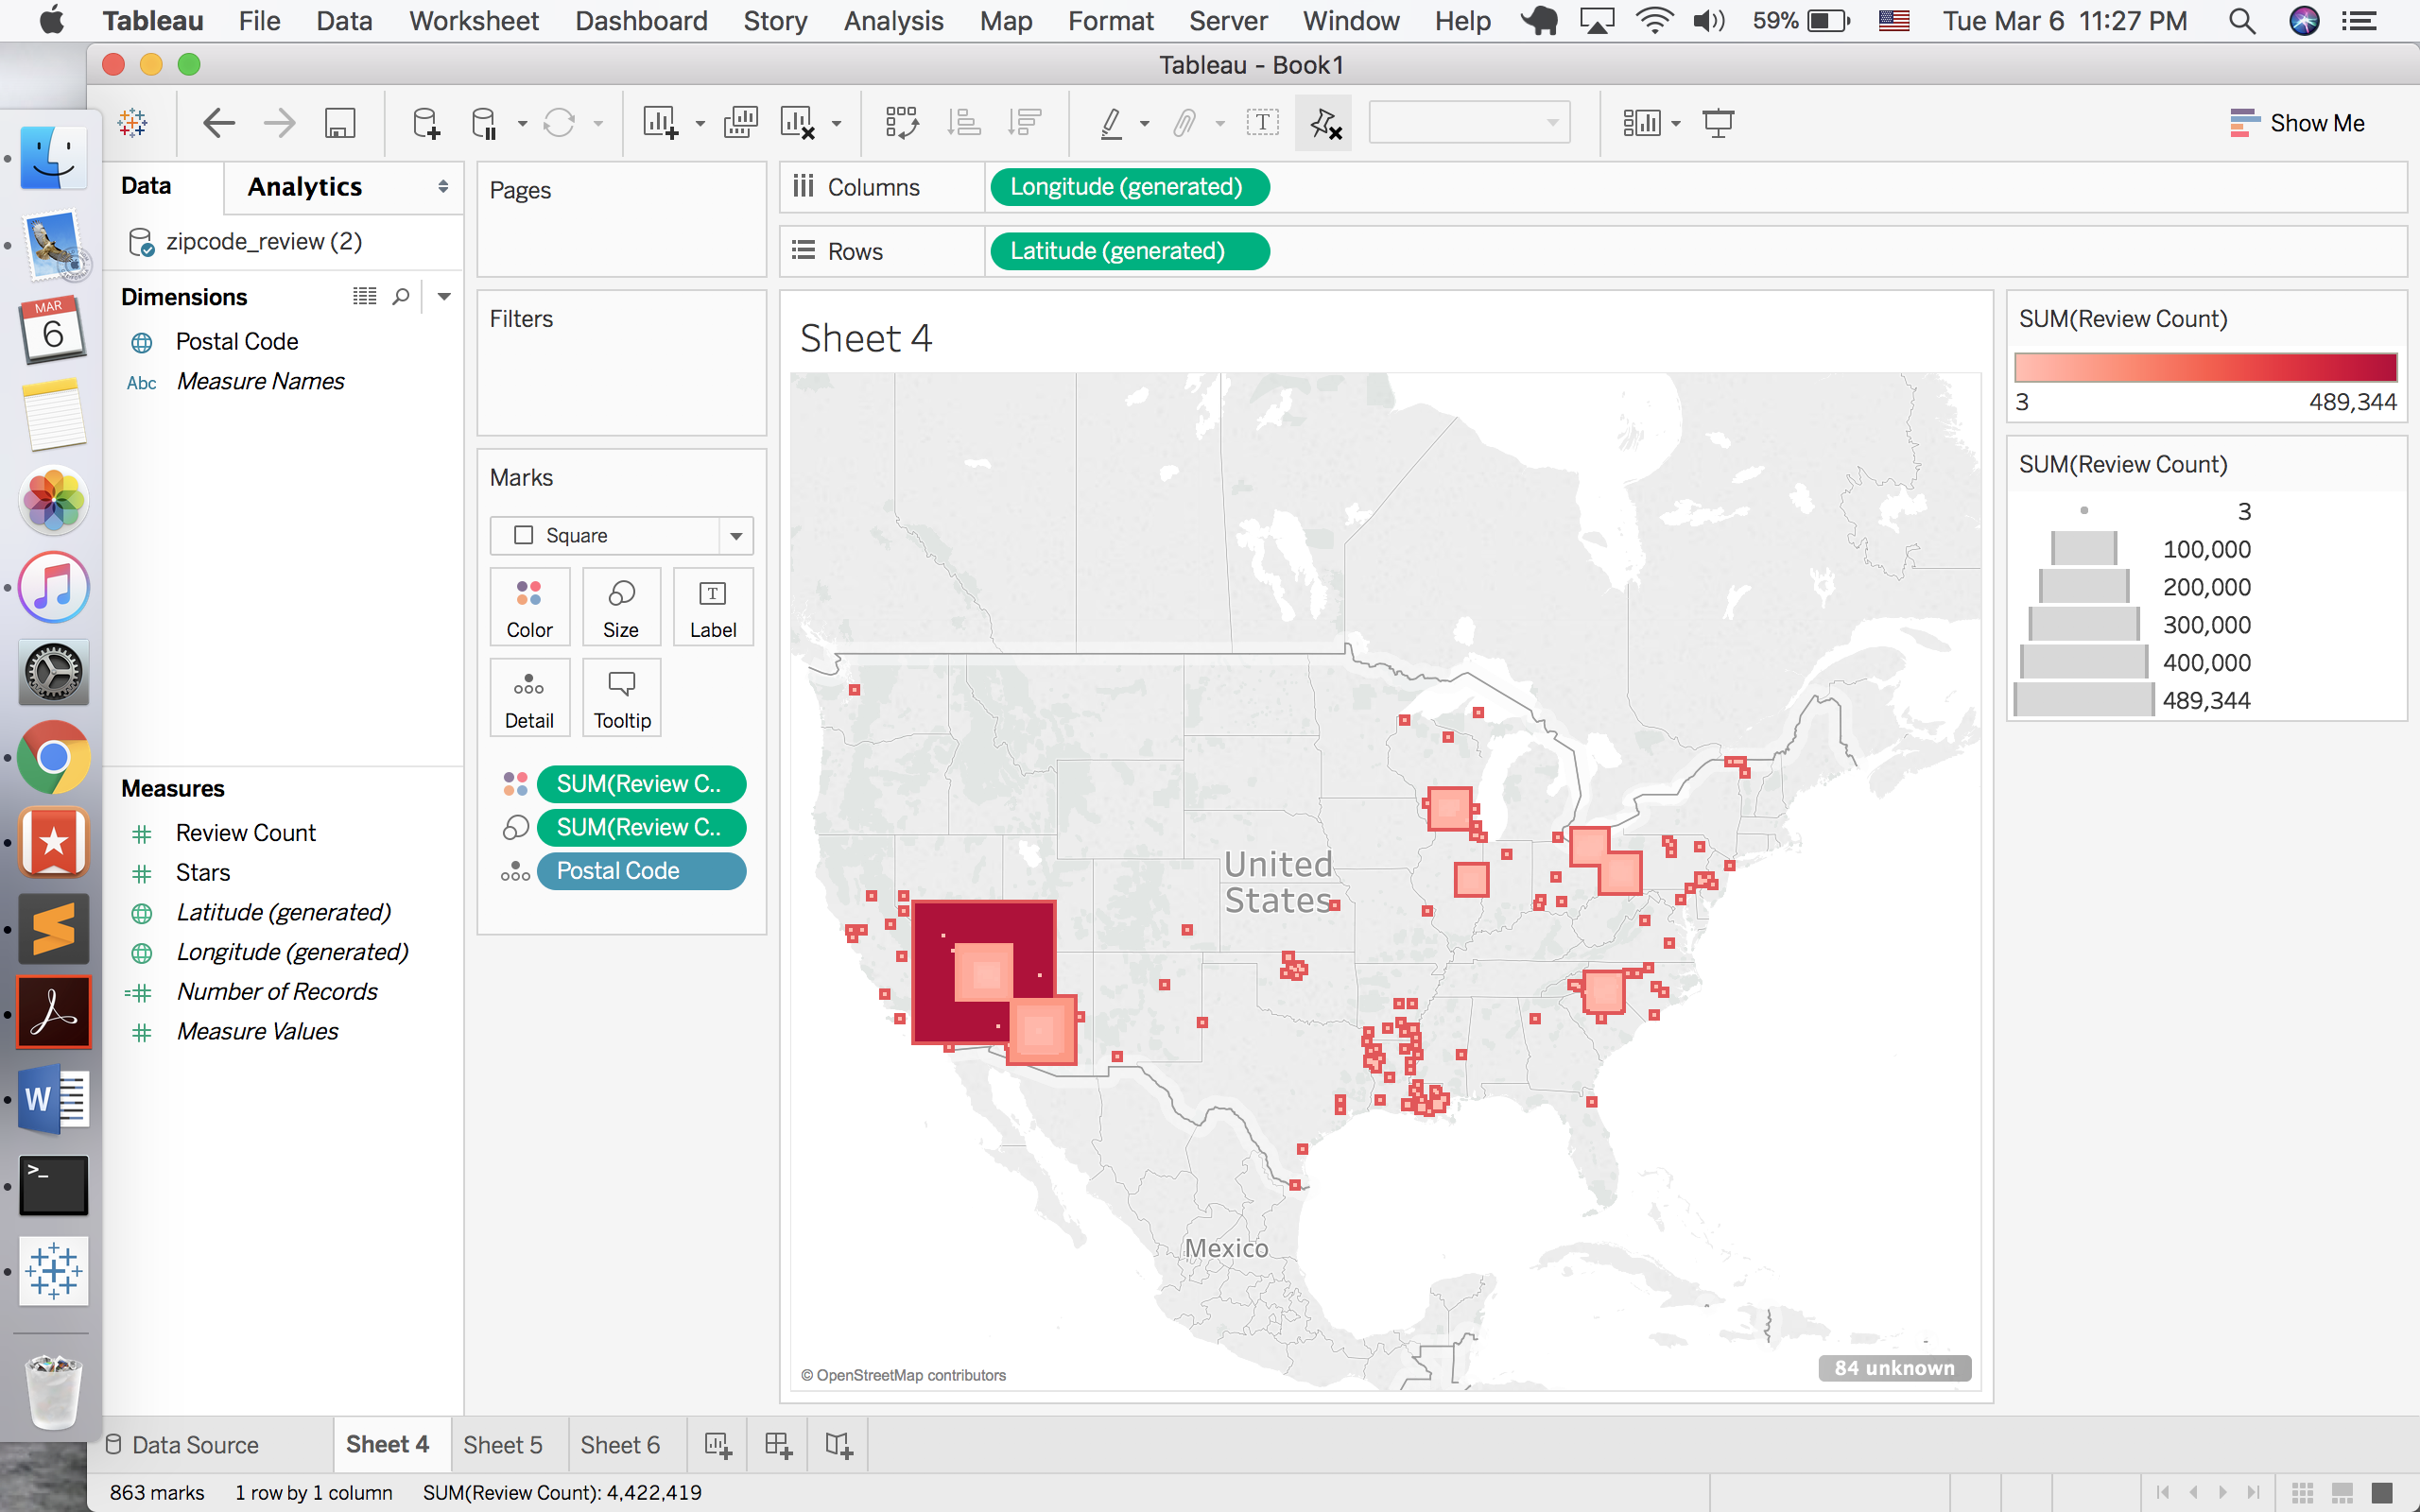 Tableau File Data Worksheet Dashboard Story Analysis Map Format Server Window Help 59% Tue Mar 6 11:27 PM
Tableau - Book1
Show Me
Data Analytics
zipcode_review (2)
Dimensions
Postal Code
Abc Measure Names
Measures
Review Count
Stars
Latitude (generated)
Longitude (generated)
Number of Records
Measure Values
Pages
Filters
Marks
Square
Color Size Label
Detail Tooltip
SUM(Review C..
SUM(Review C..
Postal Code
Columns Longitude (generated)
Rows Latitude (generated)
Sheet 4
United
States
Mexico
© OpenStreetMap contributors
84 unknown
SUM(Review Count)
3 489,344
SUM(Review Count)
3
100,000
200,000
300,000
400,000
489,344
MAR
6
W
>_
Data Source Sheet 4 Sheet 5 Sheet 6
863 marks 1 row by 1 column SUM(Review Count): 4,422,419